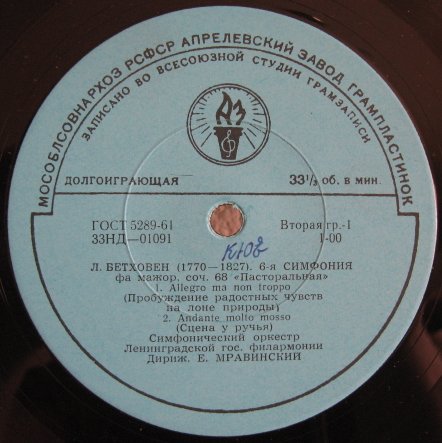 МОСОБЛСОВНАРХОЗ РСФСР АПРЕЛЕВСКИЙ ЗАВОД ГРАМПЛАСТИНОК
ЗАПИСАНО ВО ВСЕСОЮЗНОЙ СТУДИИ ГРАМЗАПИСИ
АЗ
ДОЛГОИГРАЮЩАЯ 33⅓ об. в мин.
ГОСТ 5289-61 Вторая гр.-1
33НД—01091 1-00
Л. БЕТХОВЕН (1770—1827). 6-я СИМФОНИЯ
фа мажор, соч. 68 «Пасторальная»
1. Allegro ma non troppo
(Пробуждение радостных чувств
на лоне природы)
2. Andante molto mosso
(Сцена у ручья)
Симфонический оркестр
Ленинградской гос. филармонии
Дириж. Е. МРАВИНСКИЙ